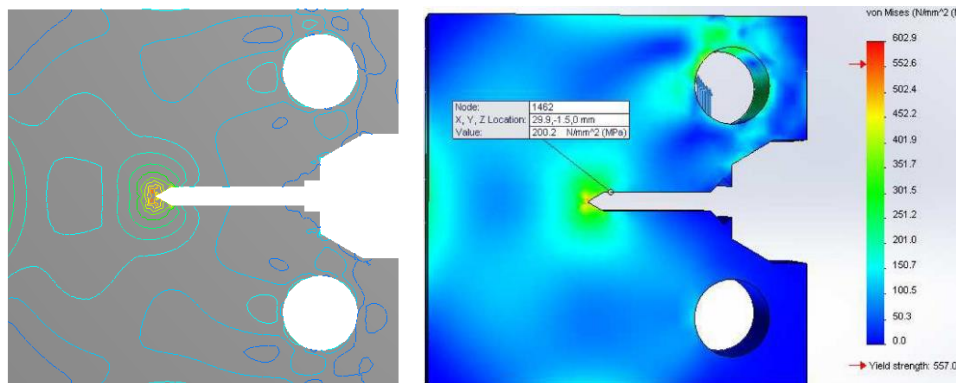 von Mises (N/mm^2 (M
602.9
552.6
502.4
452.1
401.9
351.7
301.5
251.2
201.0
150.7
100.5
50.3
0.0
Yield strength: 557.0
Node: 1462
X, Y, Z Location: 29.9,-1.5,0 mm
Value: 200.2 N/mm^2 (MPa)